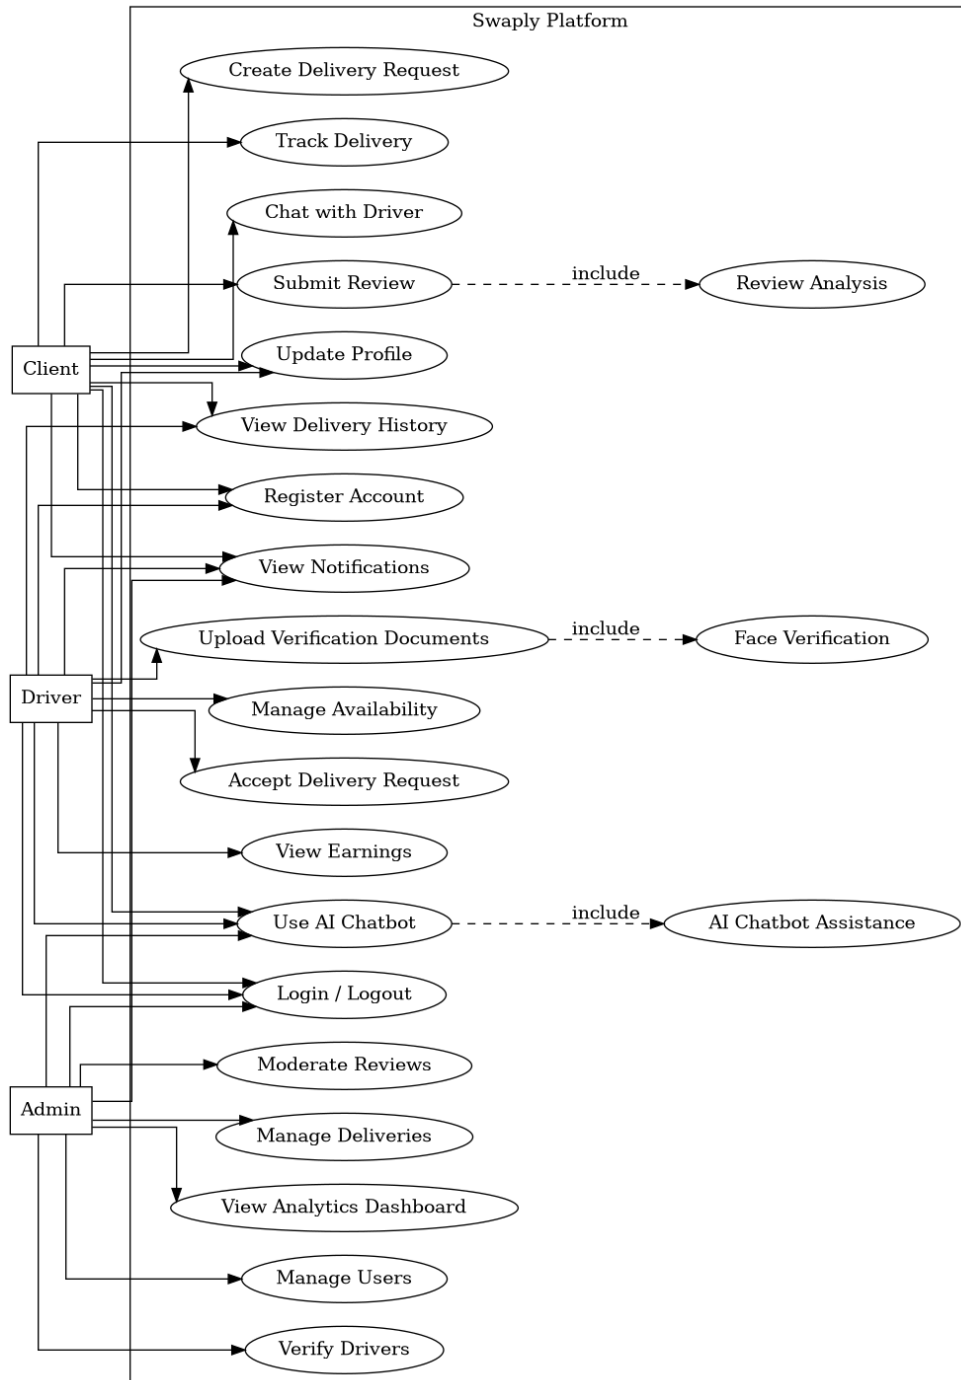 Swaply Platform
Create Delivery Request
Track Delivery
Chat with Driver
Submit Review
include
Review Analysis
Client
Update Profile
View Delivery History
Register Account
View Notifications
Upload Verification Documents
include
Face Verification
Driver
Manage Availability
Accept Delivery Request
View Earnings
Use AI Chatbot
include
AI Chatbot Assistance
Login / Logout
Moderate Reviews
Admin
Manage Deliveries
View Analytics Dashboard
Manage Users
Verify Drivers